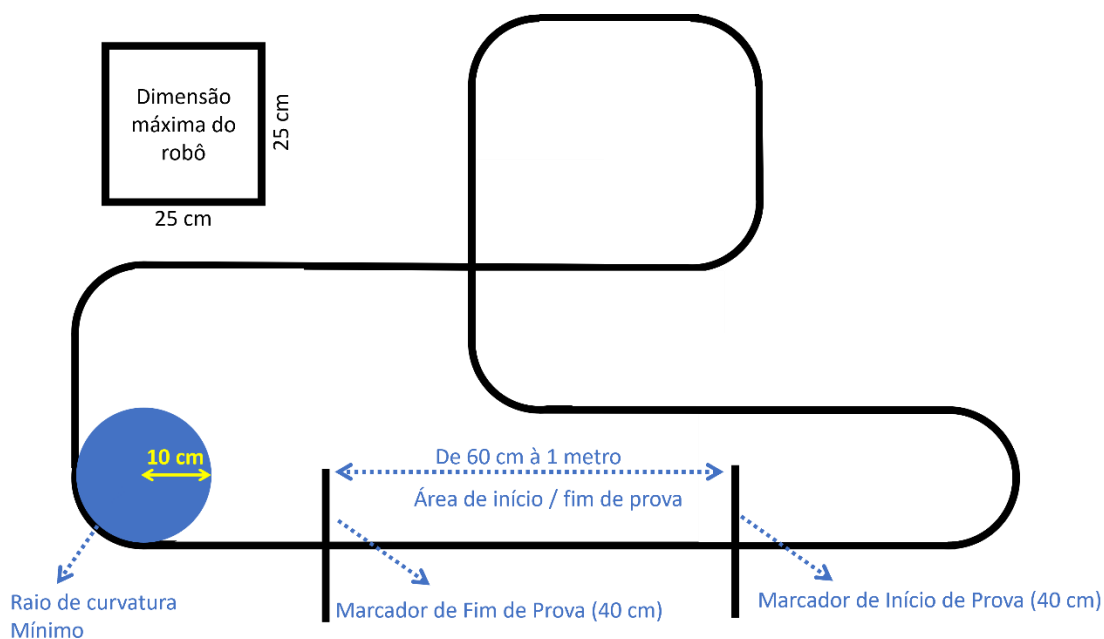 Dimensão
máxima do
robô
25 cm
25 cm
10 cm
De 60 cm à 1 metro
Área de início / fim de prova
Raio de curvatura
Mínimo
Marcador de Fim de Prova (40 cm)
Marcador de Início de Prova (40 cm)